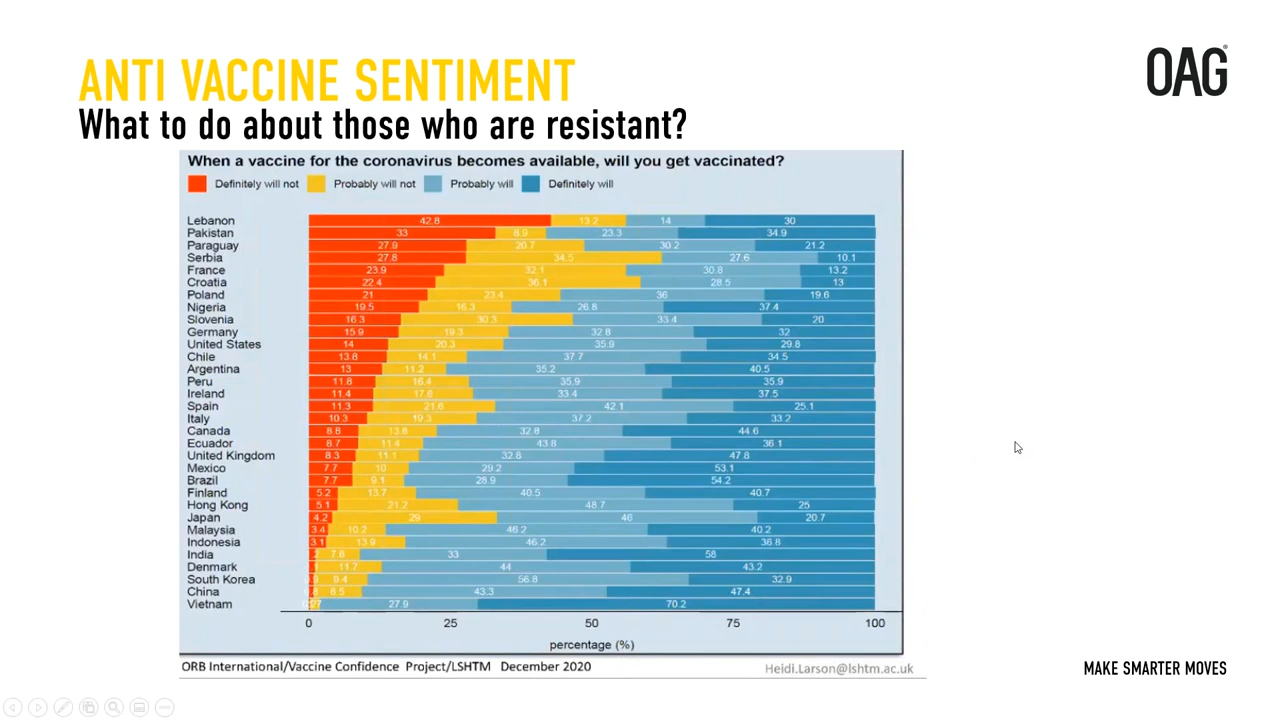 ANTI VACCINE SENTIMENT
What to do about those who are resistant?
OAG
When a vaccine for the coronavirus becomes available, will you get vaccinated?
Definitely will not Probably will not Probably will Definitely will
Lebanon 42.8 13.2 14 30
Pakistan 33 8.9 23.3 34.9
Paraguay 27.9 20.7 30.2 21.2
Serbia 27.8 34.5 27.6 10.1
France 23.9 32.1 30.8 13.2
Croatia 22.4 36.1 28.5 13
Poland 21 23.4 36 19.6
Nigeria 19.5 16.3 26.8 37.4
Slovenia 16.3 30.3 33.4 20
Germany 15.9 19.3 32.8 32
United States 14 20.3 35.9 29.8
Chile 13.8 14.1 37.7 34.5
Argentina 13 11.2 35.2 40.5
Peru 11.8 16.4 35.9 35.9
Ireland 11.4 17.6 33.4 37.5
Spain 11.3 21.6 42.1 25.1
Italy 10.3 19.3 37.2 33.2
Canada 8.8 13.8 32.8 44.6
Ecuador 8.7 11.4 43.8 36.1
United Kingdom 8.3 11.1 32.8 47.8
Mexico 7.7 10 29.2 53.1
Brazil 7.7 9.1 28.9 54.2
Finland 5.2 13.7 40.5 40.7
Hong Kong 5.1 21.2 48.7 25
Japan 4.2 29 46 20.7
Malaysia 3.4 10.2 46.2 40.2
Indonesia 3.1 13.9 46.2 36.8
India 7.8 33 58
Denmark 11.7 44 43.2
South Korea 9.4 56.8 32.9
China 8.5 43.3 47.4
Vietnam 27.9 70.2
0 25 50 75 100
percentage (%)
ORB International/Vaccine Confidence Project/LSHTM December 2020 Heidi.Larson@lshtm.ac.uk
MAKE SMARTER MOVES